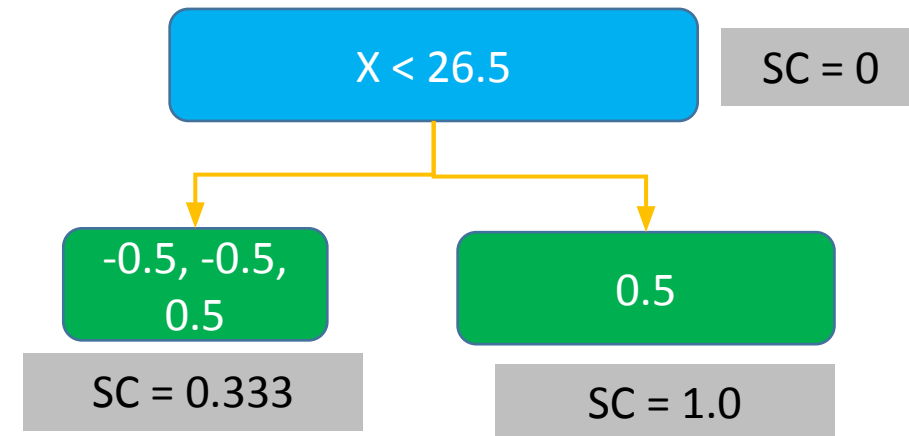 X < 26.5
SC = 0
-0.5, -0.5,
0.5
0.5
SC = 0.333
SC = 1.0